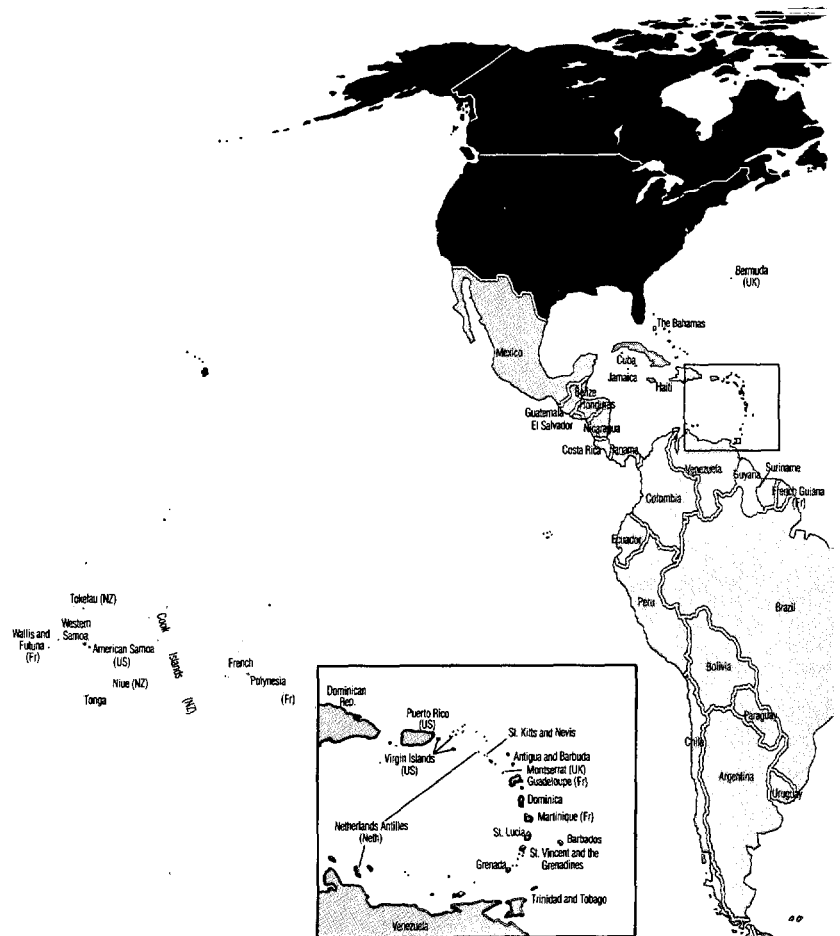 Bermuda
(UK)
The Bahamas
Mexico
Cuba
Jamaica
Haiti
Belize
Honduras
Guatemala
El Salvador
Nicaragua
Costa Rica
Panama
Venezuela
Guyana
Suriname
French Guiana
(Fr)
Colombia
Ecuador
Peru
Brazil
Tokelau (NZ)
Western
Samoa
Wallis and
Futuna
(Fr)
American Samoa
(US)
Cook
Islands
(NZ)
Niue (NZ)
Tonga
French
Polynesia
(Fr)
Bolivia
Paraguay
Chile
Argentina
Uruguay
Dominican
Rep.
Puerto Rico
(US)
Virgin Islands
(US)
St. Kitts and Nevis
Antigua and Barbuda
Montserrat (UK)
Guadeloupe (Fr)
Dominica
Martinique (Fr)
St. Lucia
Barbados
St. Vincent and the
Grenadines
Netherlands Antilles
(Neth)
Grenada
Trinidad and Tobago
Venezuela